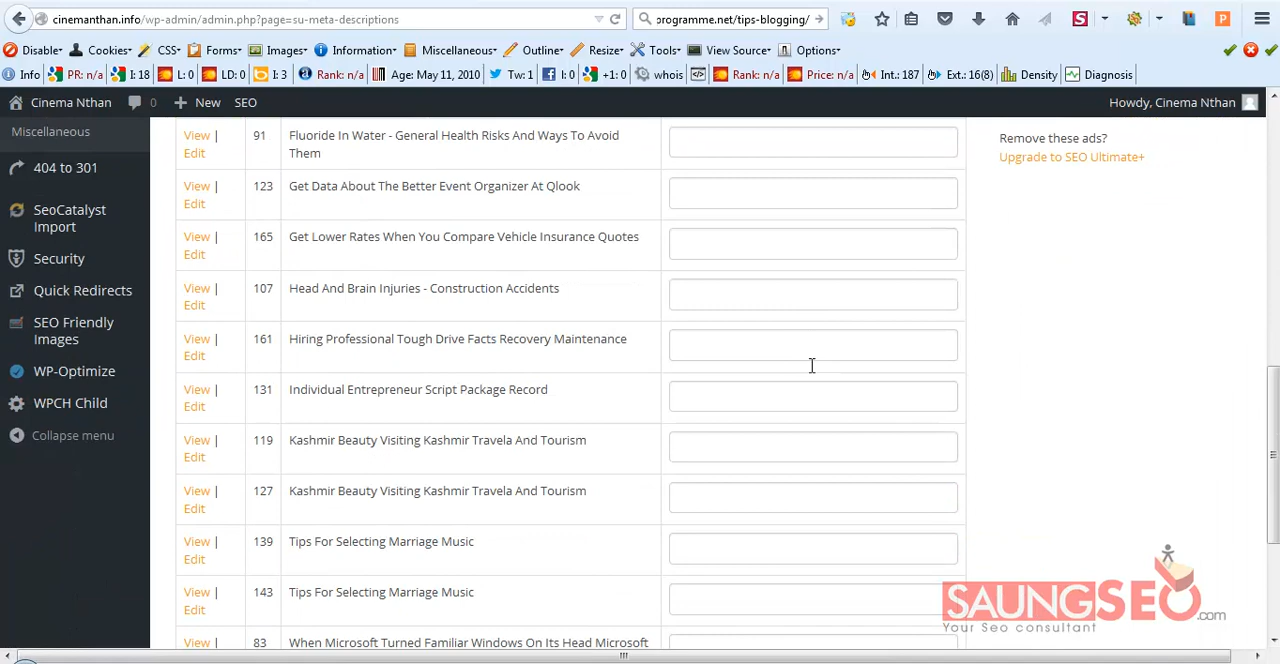 cinemanthan.info/wp-admin/admin.php?page=su-meta-descriptions
programme.net/tips-blogging/
Disable▾ Cookies▾ CSS▾ Forms▾ Images▾ Information▾ Miscellaneous▾ Outline▾ Resize▾ Tools▾ View Source▾ Options▾
Info PR: n/a I: 18 L: 0 LD: 0 I: 3 Rank: n/a Age: May 11, 2010 Tw: 1 I: 0 +1: 0 whois Rank: n/a Price: n/a Int.: 187 Ext.: 16(8) Density Diagnosis
Cinema Nthan 0 New SEO Howdy, Cinema Nthan
Miscellaneous
404 to 301
SeoCatalyst
Import
Security
Quick Redirects
SEO Friendly
Images
WP-Optimize
WPCH Child
Collapse menu
View | 91 Fluoride In Water - General Health Risks And Ways To Avoid
Edit Them
View | 123 Get Data About The Better Event Organizer At Qlook
Edit
View | 165 Get Lower Rates When You Compare Vehicle Insurance Quotes
Edit
View | 107 Head And Brain Injuries - Construction Accidents
Edit
View | 161 Hiring Professional Tough Drive Facts Recovery Maintenance
Edit
View | 131 Individual Entrepreneur Script Package Record
Edit
View | 119 Kashmir Beauty Visiting Kashmir Travela And Tourism
Edit
View | 127 Kashmir Beauty Visiting Kashmir Travela And Tourism
Edit
View | 139 Tips For Selecting Marriage Music
Edit
View | 143 Tips For Selecting Marriage Music
Edit
View | 83 When Microsoft Turned Familiar Windows On Its Head Microsoft
Remove these ads?
Upgrade to SEO Ultimate+
SAUNGSEO.com
Your Seo consultant